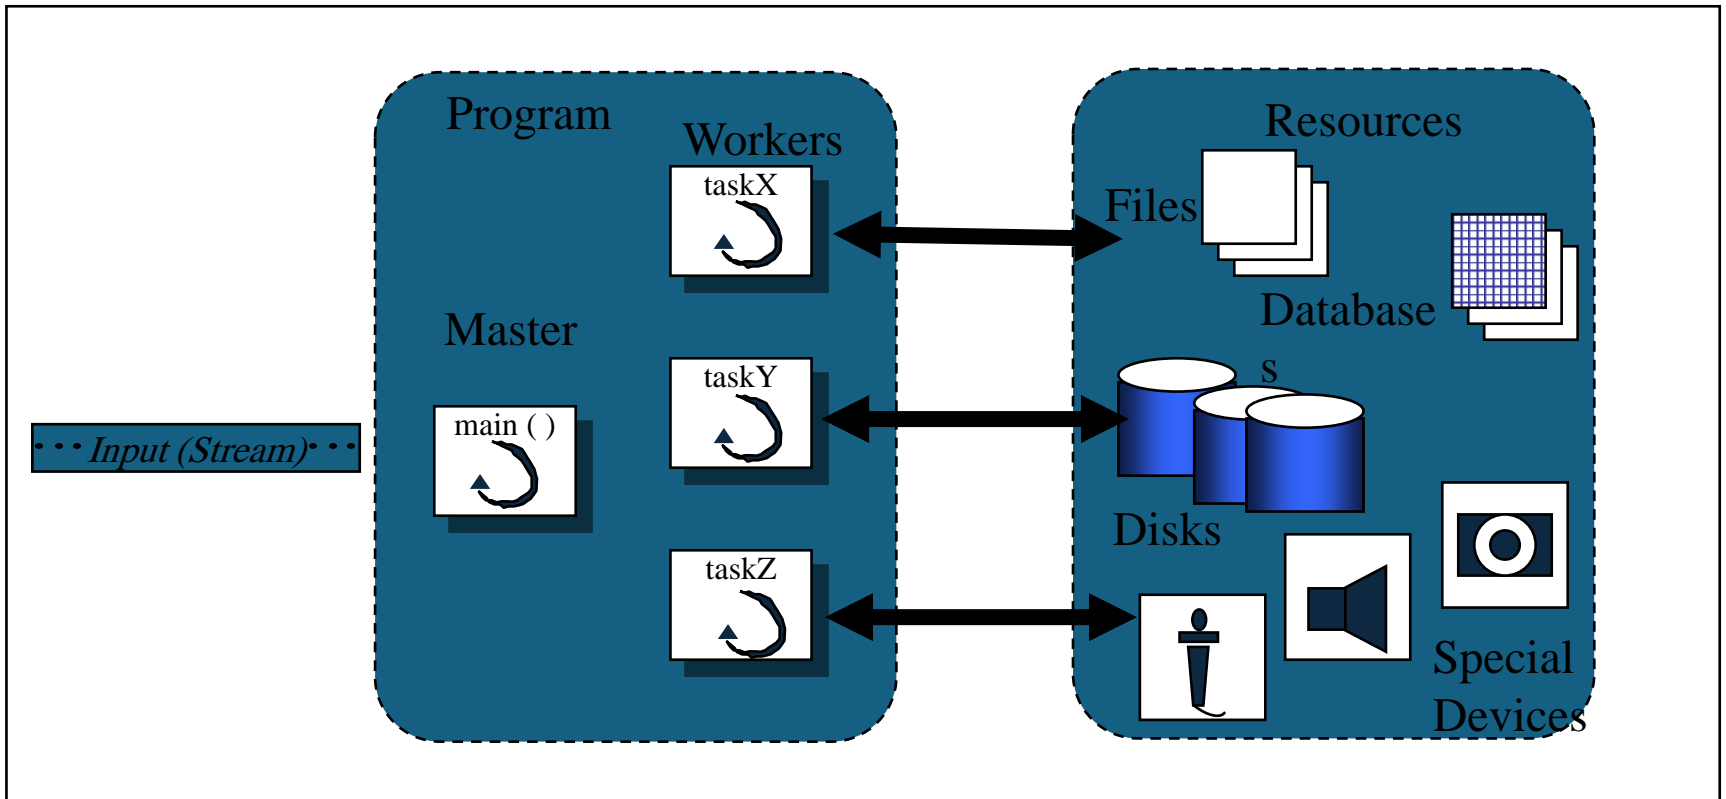 Program
Workers
taskX
Master
taskY
main ( )
Input (Stream)
taskZ
Resources
Files
Database
s
Disks
Special
Devices